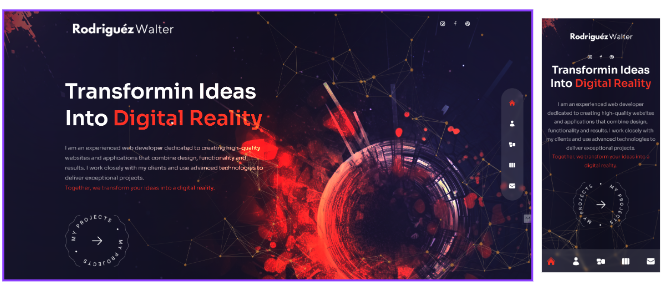 Rodriguéz Walter
Transformin Ideas
Into Digital Reality
I am an experienced web developer dedicated to creating high-quality
websites and applications that combine design, functionality and
results. I work closely with my clients and use advanced technologies to
deliver exceptional projects.
Together, we transform your ideas into a digital reality.
MY PROJECTS • MY PROJECTS •
Rodriguéz Walter
Transformin Ideas
Into Digital Reality
I am an experienced web developer
dedicated to creating high-quality websites
and applications that combine design,
functionality and results. I work closely with
my clients and use advanced technologies to
deliver exceptional projects.
Together, we transform your ideas into a
digital reality.
MY PROJECTS • MY PROJECTS •